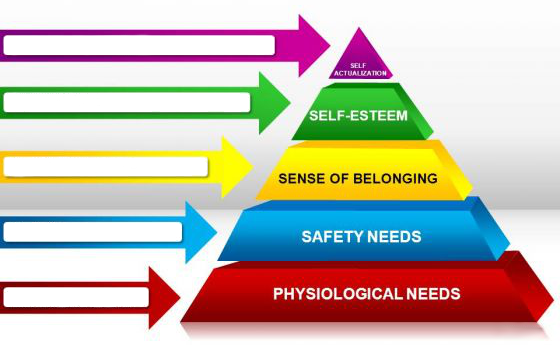 SELF
ACTUALIZATION
SELF-ESTEEM
SENSE OF BELONGING
SAFETY NEEDS
PHYSIOLOGICAL NEEDS